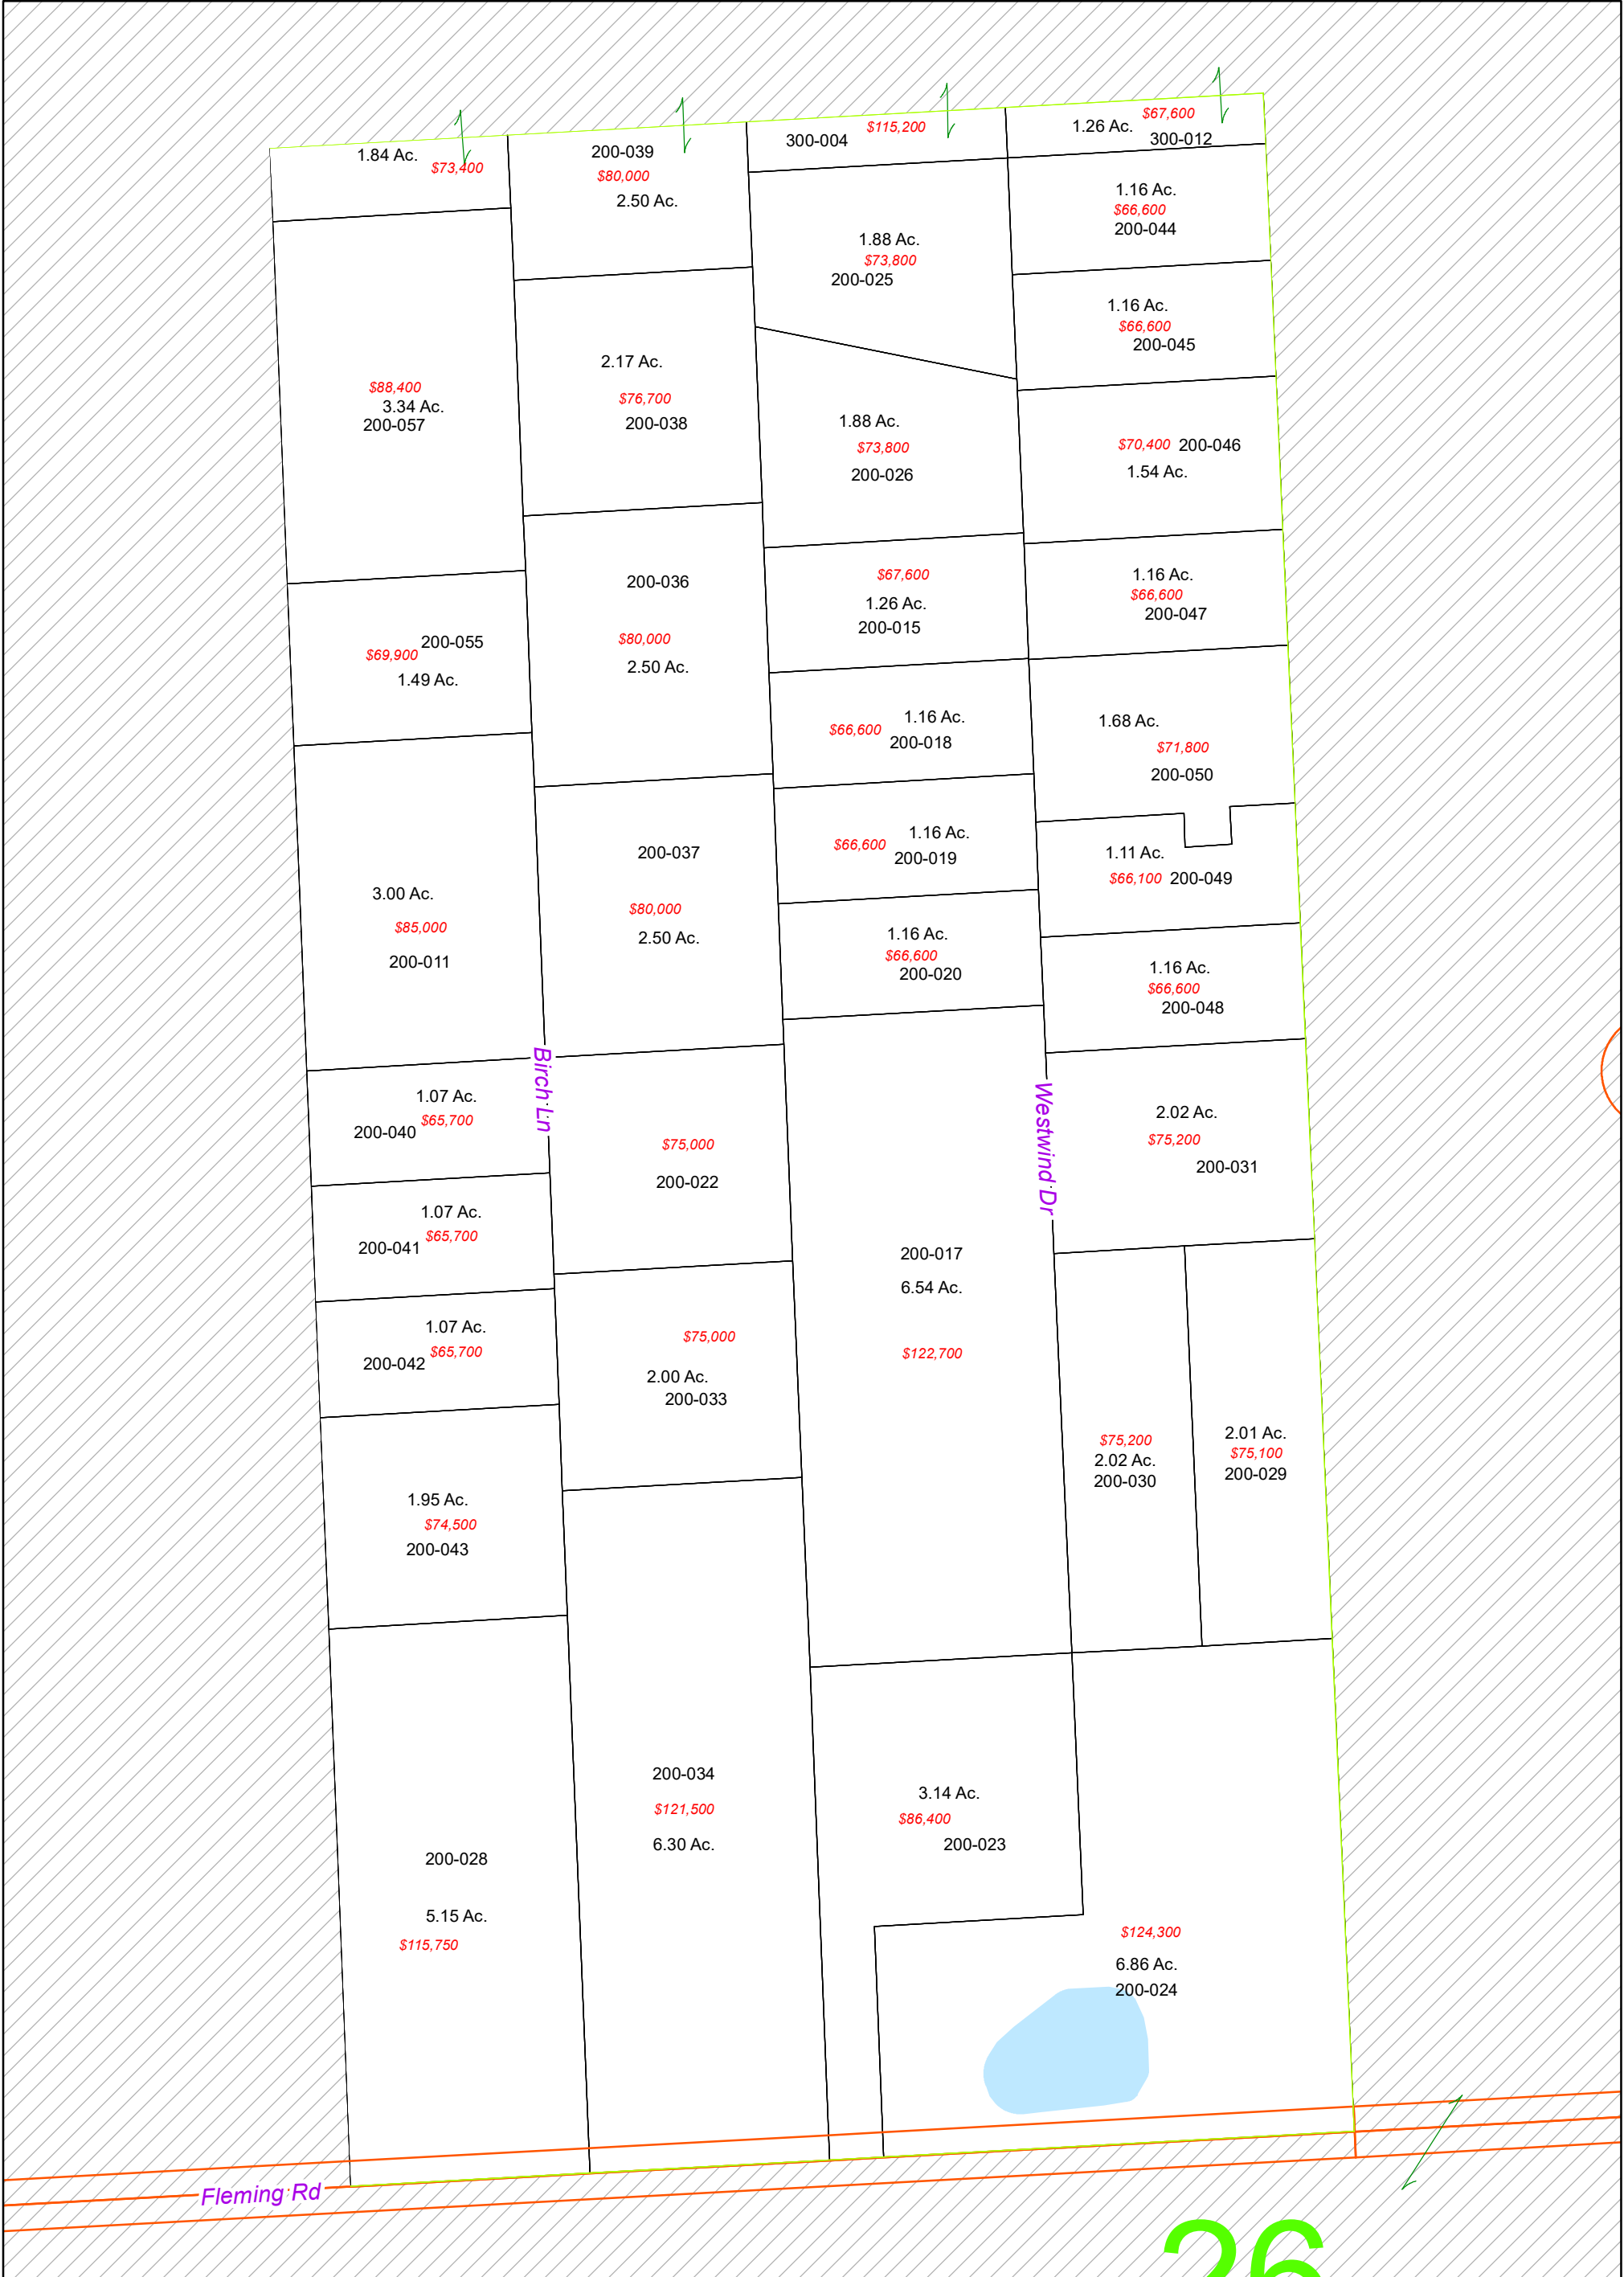 1.84 Ac.
$73,400
200-039
$80,000
2.50 Ac.
300-004
$115,200
$67,600
1.26 Ac.
300-012
1.16 Ac.
$66,600
200-044
1.88 Ac.
$73,800
200-025
1.16 Ac.
$66,600
200-045
$88,400
3.34 Ac.
200-057
2.17 Ac.
$76,700
200-038
1.88 Ac.
$73,800
200-026
$70,400 200-046
1.54 Ac.
200-036
$80,000
2.50 Ac.
$67,600
1.26 Ac.
200-015
1.16 Ac.
$66,600
200-047
200-055
$69,900
1.49 Ac.
1.16 Ac.
$66,600
200-018
1.68 Ac.
$71,800
200-050
3.00 Ac.
$85,000
200-011
200-037
$80,000
2.50 Ac.
1.16 Ac.
$66,600
200-019
1.11 Ac.
$66,100 200-049
1.16 Ac.
$66,600
200-020
1.16 Ac.
$66,600
200-048
Birch Ln
Westwind Dr
1.07 Ac.
$65,700
200-040
$75,000
200-022
2.02 Ac.
$75,200
200-031
1.07 Ac.
$65,700
200-041
200-017
6.54 Ac.
$122,700
1.07 Ac.
$65,700
200-042
$75,000
2.00 Ac.
200-033
$75,200
2.02 Ac.
200-030
2.01 Ac.
$75,100
200-029
1.95 Ac.
$74,500
200-043
200-034
$121,500
6.30 Ac.
3.14 Ac.
$86,400
200-023
200-028
5.15 Ac.
$115,750
$124,300
6.86 Ac.
200-024
Fleming Rd
26